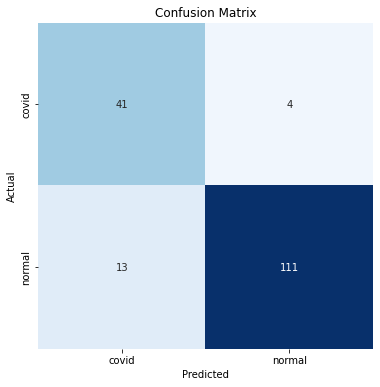 Confusion Matrix
covid
41
4
Actual
normal
13
111
covid
normal
Predicted